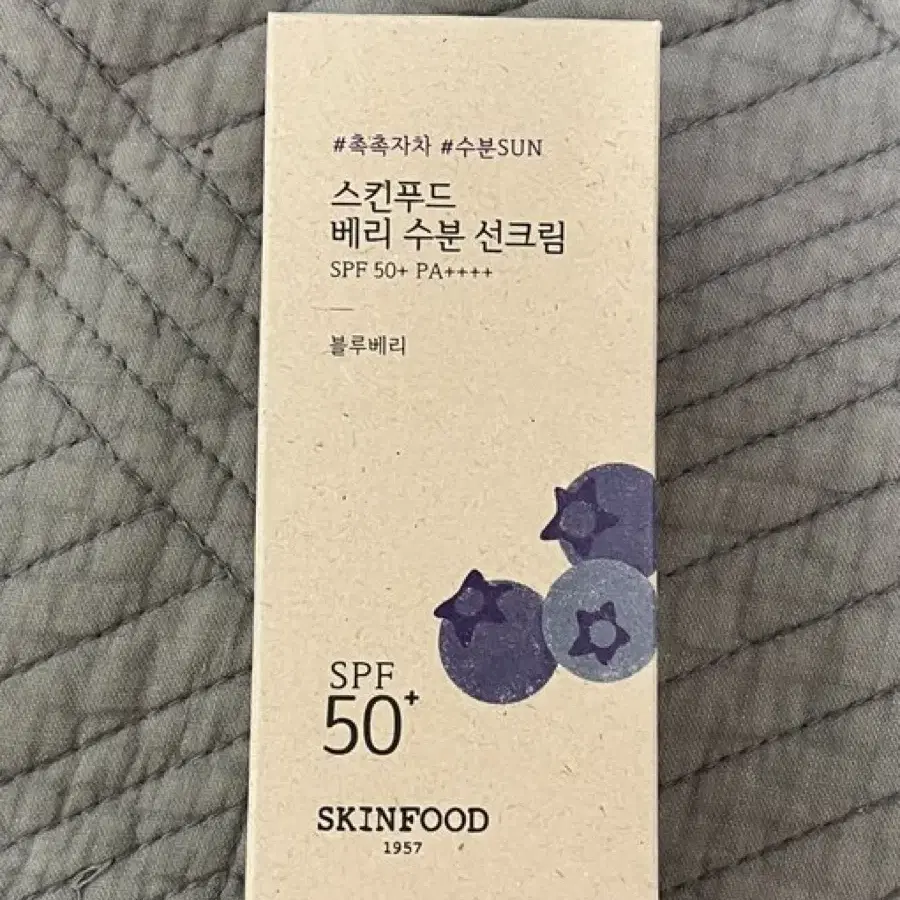 #촉촉자차 #수분SUN
스킨푸드
베리 수분 선크림
SPF 50+ PA++++
블루베리
SPF
50+
SKINFOOD
1957